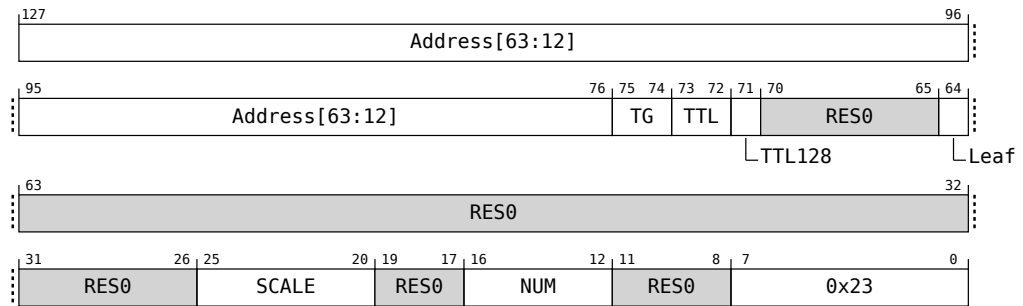 127 96
Address[63:12]
95 76 75 74 73 72 71 70 65 64
Address[63:12] TG TTL RES0
TTL128 Leaf
63 32
RES0
31 26 25 20 19 17 16 12 11 8 7 0
RES0 SCALE RES0 NUM RES0 0x23